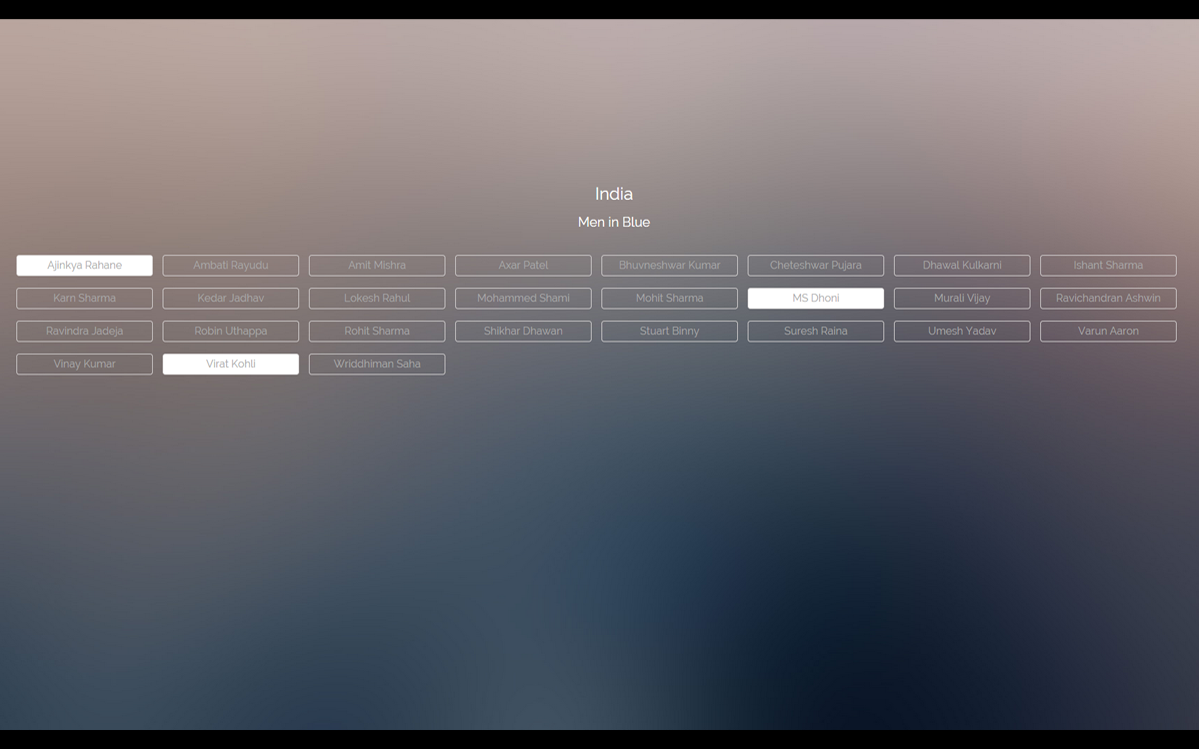 India
Men in Blue
Ajinkya Rahane Ambati Rayudu Amit Mishra Axar Patel Bhuvneshwar Kumar Cheteshwar Pujara Dhawal Kulkarni Ishant Sharma
Karn Sharma Kedar Jadhav Lokesh Rahul Mohammed Shami Mohit Sharma MS Dhoni Murali Vijay Ravichandran Ashwin
Ravindra Jadeja Robin Uthappa Rohit Sharma Shikhar Dhawan Stuart Binny Suresh Raina Umesh Yadav Varun Aaron
Vinay Kumar Virat Kohli Wriddhiman Saha